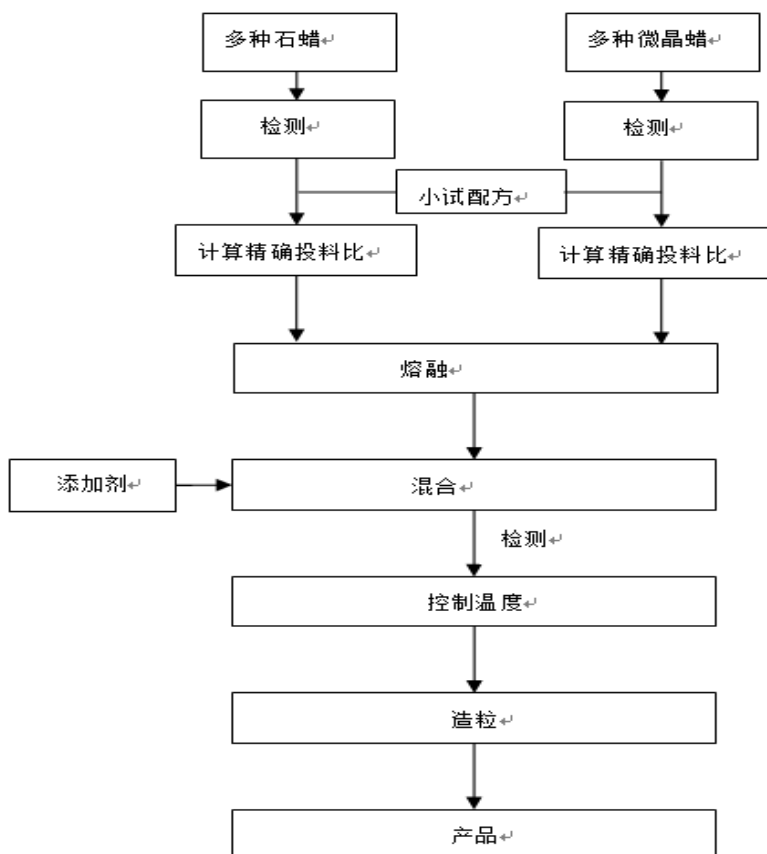 多种石蜡
多种微晶蜡
检测
检测
小试配方
计算精确投料比
计算精确投料比
熔融
添加剂
混合
检测
控制温度
造粒
产品